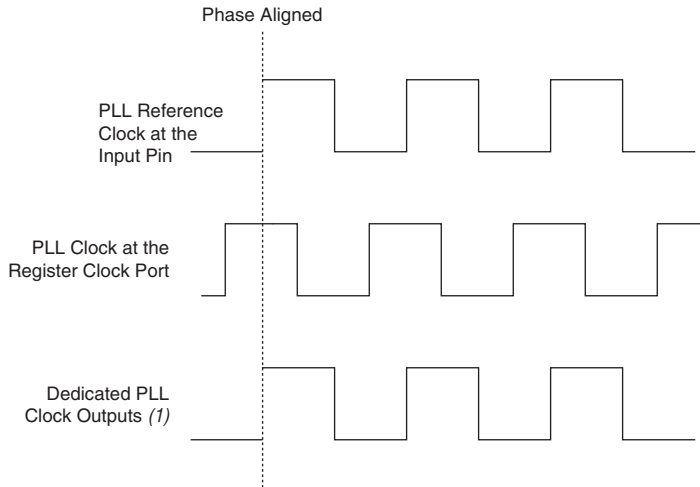 Phase Aligned
PLL Reference
Clock at the
Input Pin
PLL Clock at the
Register Clock Port
Dedicated PLL
Clock Outputs (1)